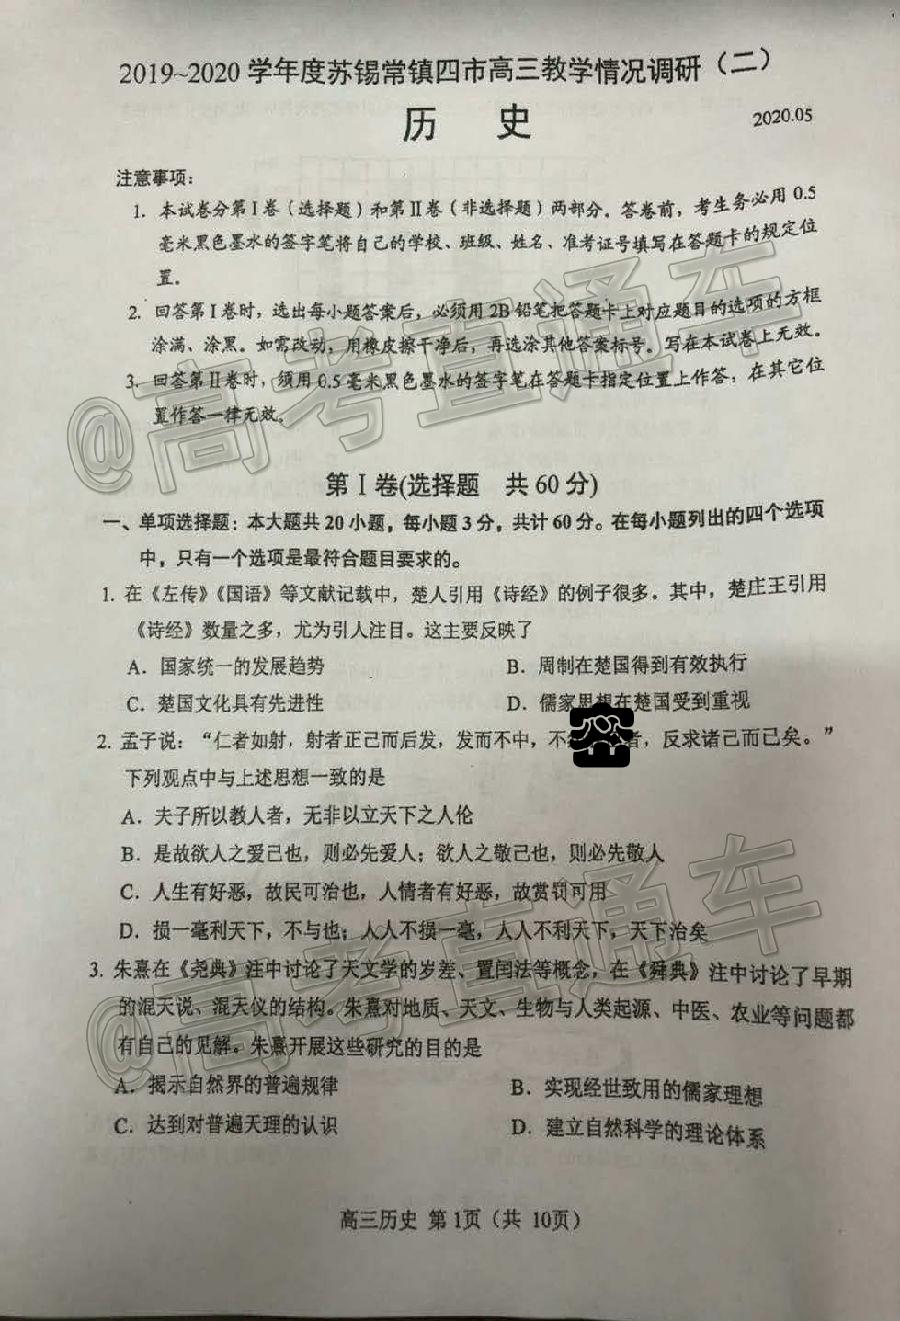 2019~2020 学年度苏锡常镇四市高三教学情况调研（二）
历 史
2020.05
注意事项：
1. 本试卷分第Ⅰ卷（选择题）和第Ⅱ卷（非选择题）两部分。答卷前，考生务必用 0.5
毫米黑色墨水的签字笔将自己的学校、班级、姓名、准考证号填写在答题卡的规定位
置。
2. 回答第Ⅰ卷时，选出每小题答案后，必须用 2B 铅笔把答题卡上对应题目的选项的方框
涂满、涂黑。如需改动，用橡皮擦干净后，再选涂其他答案标号。写在本试卷上无效。
3. 回答第Ⅱ卷时，须用 0.5 毫米黑色墨水的签字笔在答题卡指定位置上作答，在其它位
置作答一律无效。
@高考直通车
第Ⅰ卷(选择题 共 60 分)
一、单项选择题：本大题共 20 小题，每小题 3 分，共计 60 分。在每小题列出的四个选项
中，只有一个选项是最符合题目要求的。
1. 在《左传》《国语》等文献记载中，楚人引用《诗经》的例子很多．其中，楚庄王引用
《诗经》数量之多，尤为引人注目。这主要反映了
A．国家统一的发展趋势 B．周制在楚国得到有效执行
C．楚国文化具有先进性 D．儒家思想在楚国受到重视
2. 孟子说：“仁者如射，射者正己而后发，发而不中，不者，反求诸己而已矣。”
下列观点中与上述思想一致的是
A．夫子所以教人者，无非以立天下之人伦
B．是故欲人之爱己也，则必先爱人；欲人之敬己也，则必先敬人
C．人生有好恶，故民可治也，人情者有好恶，故赏罚可用
D．损一毫利天下，不与也；人人不损一毫，人人不利天下，天下治矣
3. 朱熹在《尧典》注中讨论了天文学的岁差、置闰法等概念，在《舜典》注中讨论了早期
的混天说、混天仪的结构。朱熹对地质、天文、生物与人类起源、中医、农业等问题都
有自己的见解。朱熹开展这些研究的目的是
A．揭示自然界的普遍规律 B．实现经世致用的儒家理想
C．达到对普遍天理的认识 D．建立自然科学的理论体系
@高考直通车
高三历史 第 1页（共 10页）